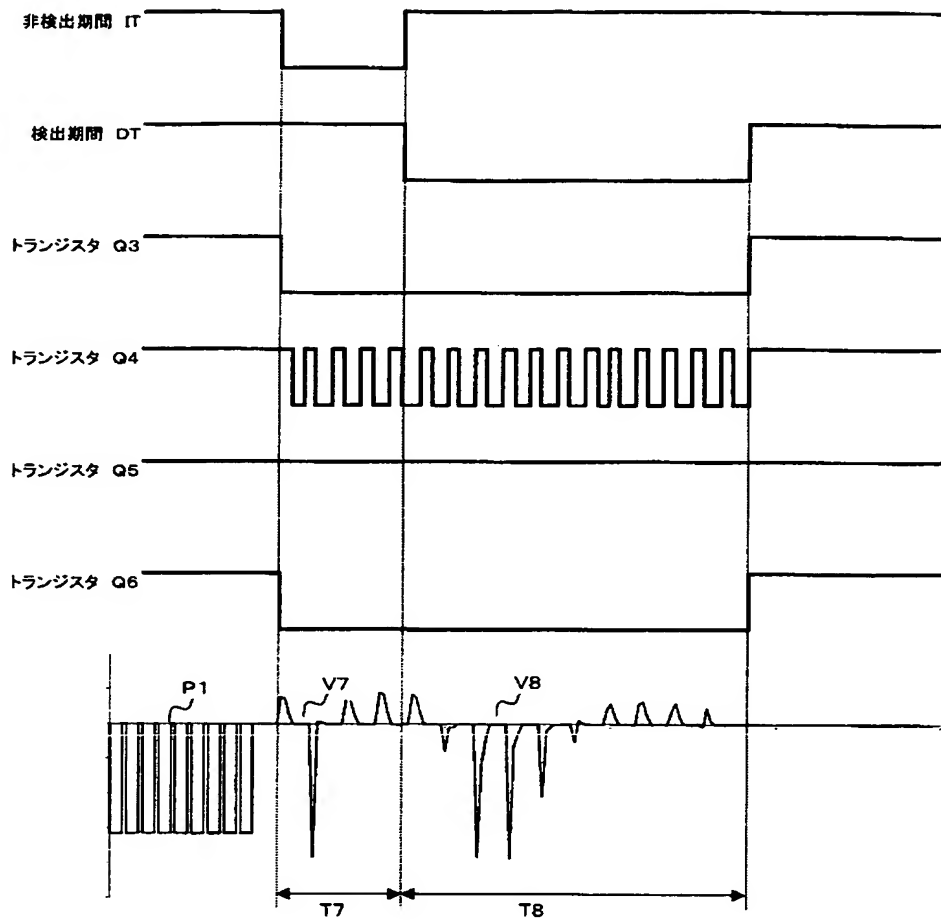 非検出期間 IT
検出期間 DT
トランジスタ Q3
トランジスタ Q4
トランジスタ Q5
トランジスタ Q6
P1
V7
V8
T7
T8